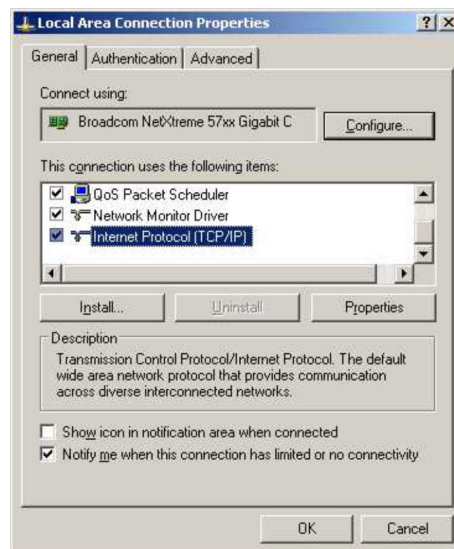 Local Area Connection Properties
General Authentication Advanced
Connect using:
Broadcom NetXtreme 57xx Gigabit C
Configure...
This connection uses the following items:
QoS Packet Scheduler
Network Monitor Driver
Internet Protocol (TCP/IP)
Install... Uninstall Properties
Description
Transmission Control Protocol/Internet Protocol. The default
wide area network protocol that provides communication
across diverse interconnected networks.
Show icon in notification area when connected
Notify me when this connection has limited or no connectivity
OK Cancel